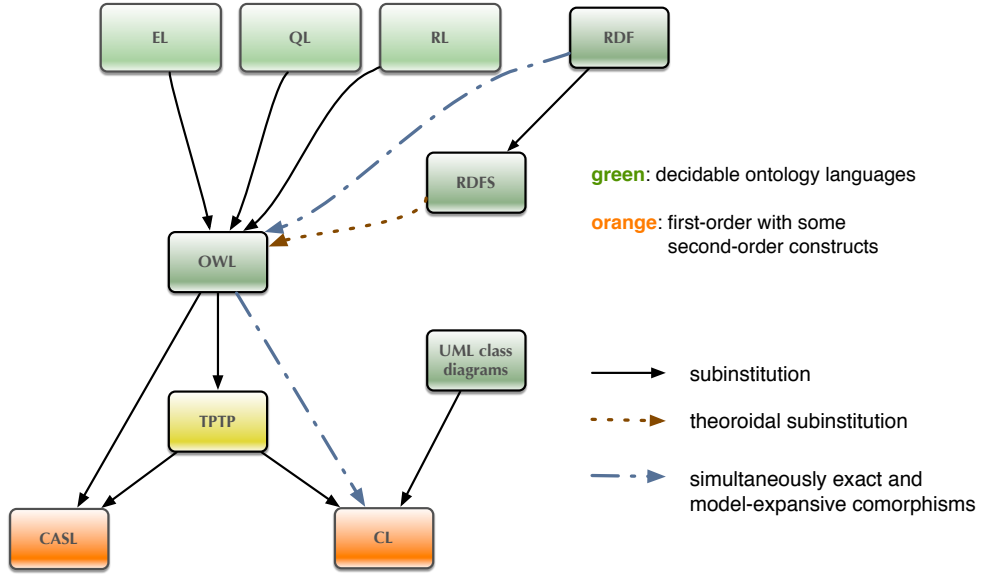 EL
QL
RL
RDF
RDFS
green: decidable ontology languages
orange: first-order with some
second-order constructs
OWL
UML class
diagrams
subinstitution
TPTP
theoroidal subinstitution
simultaneously exact and
model-expansive comorphisms
CASL
CL